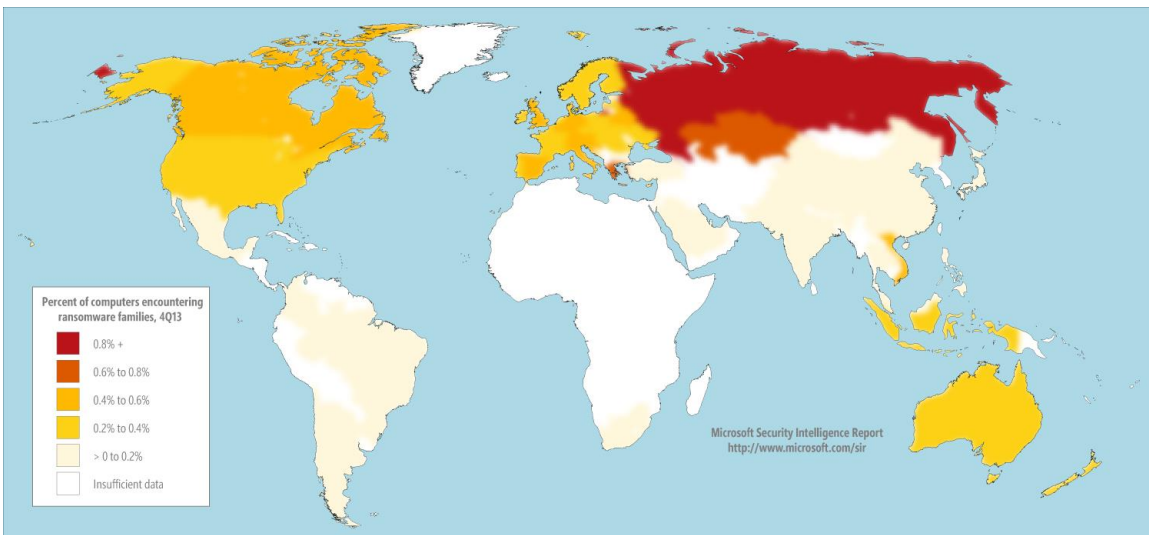 Percent of computers encountering
ransomware families, 4Q13
0.8% +
0.6% to 0.8%
0.4% to 0.6%
0.2% to 0.4%
> 0 to 0.2%
Insufficient data
Microsoft Security Intelligence Report
http://www.microsoft.com/sir